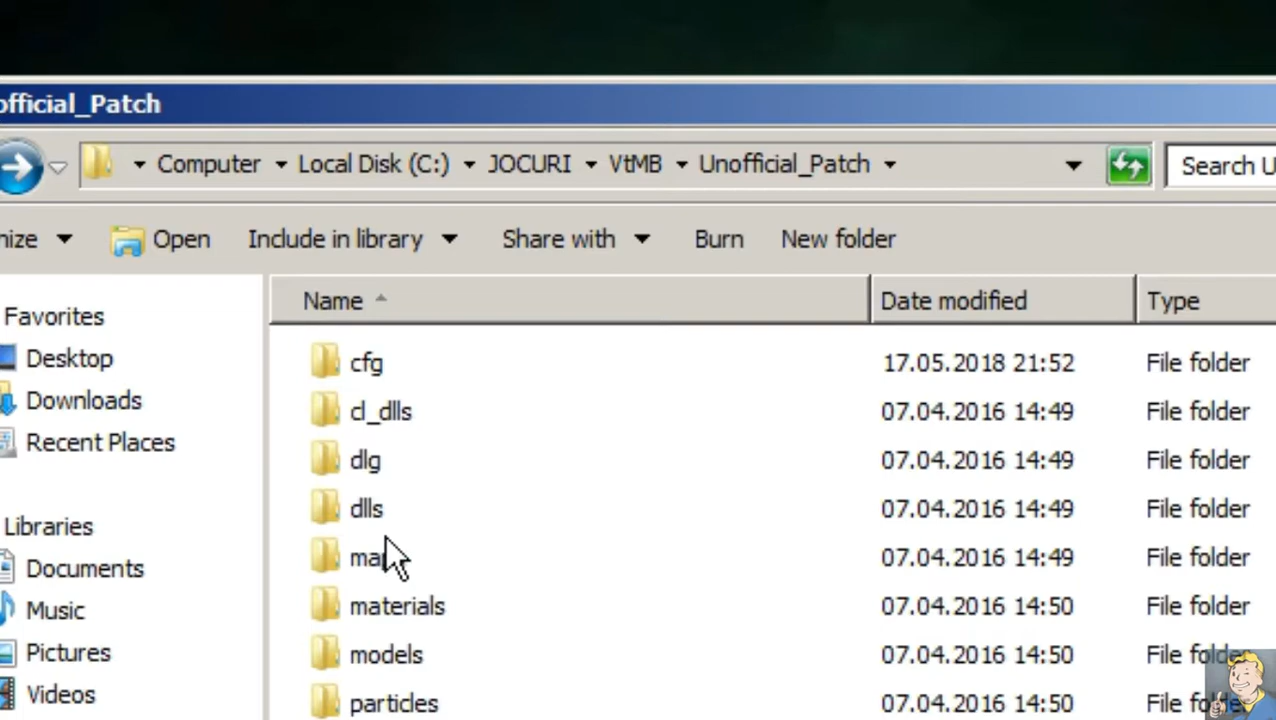 official_Patch
Computer Local Disk (C:) JOCURI VtMB Unofficial_Patch Search U
nize Open Include in library Share with Burn New folder
Name Date modified Type
Favorites
Desktop
Downloads
Recent Places
Libraries
Documents
Music
Pictures
Videos
cfg 17.05.2018 21:52 File folder
cl_dlls 07.04.2016 14:49 File folder
dlg 07.04.2016 14:49 File folder
dlls 07.04.2016 14:49 File folder
07.04.2016 14:49 File folder
materials 07.04.2016 14:50 File folder
models 07.04.2016 14:50 File folder
particles 07.04.2016 14:50 File folder